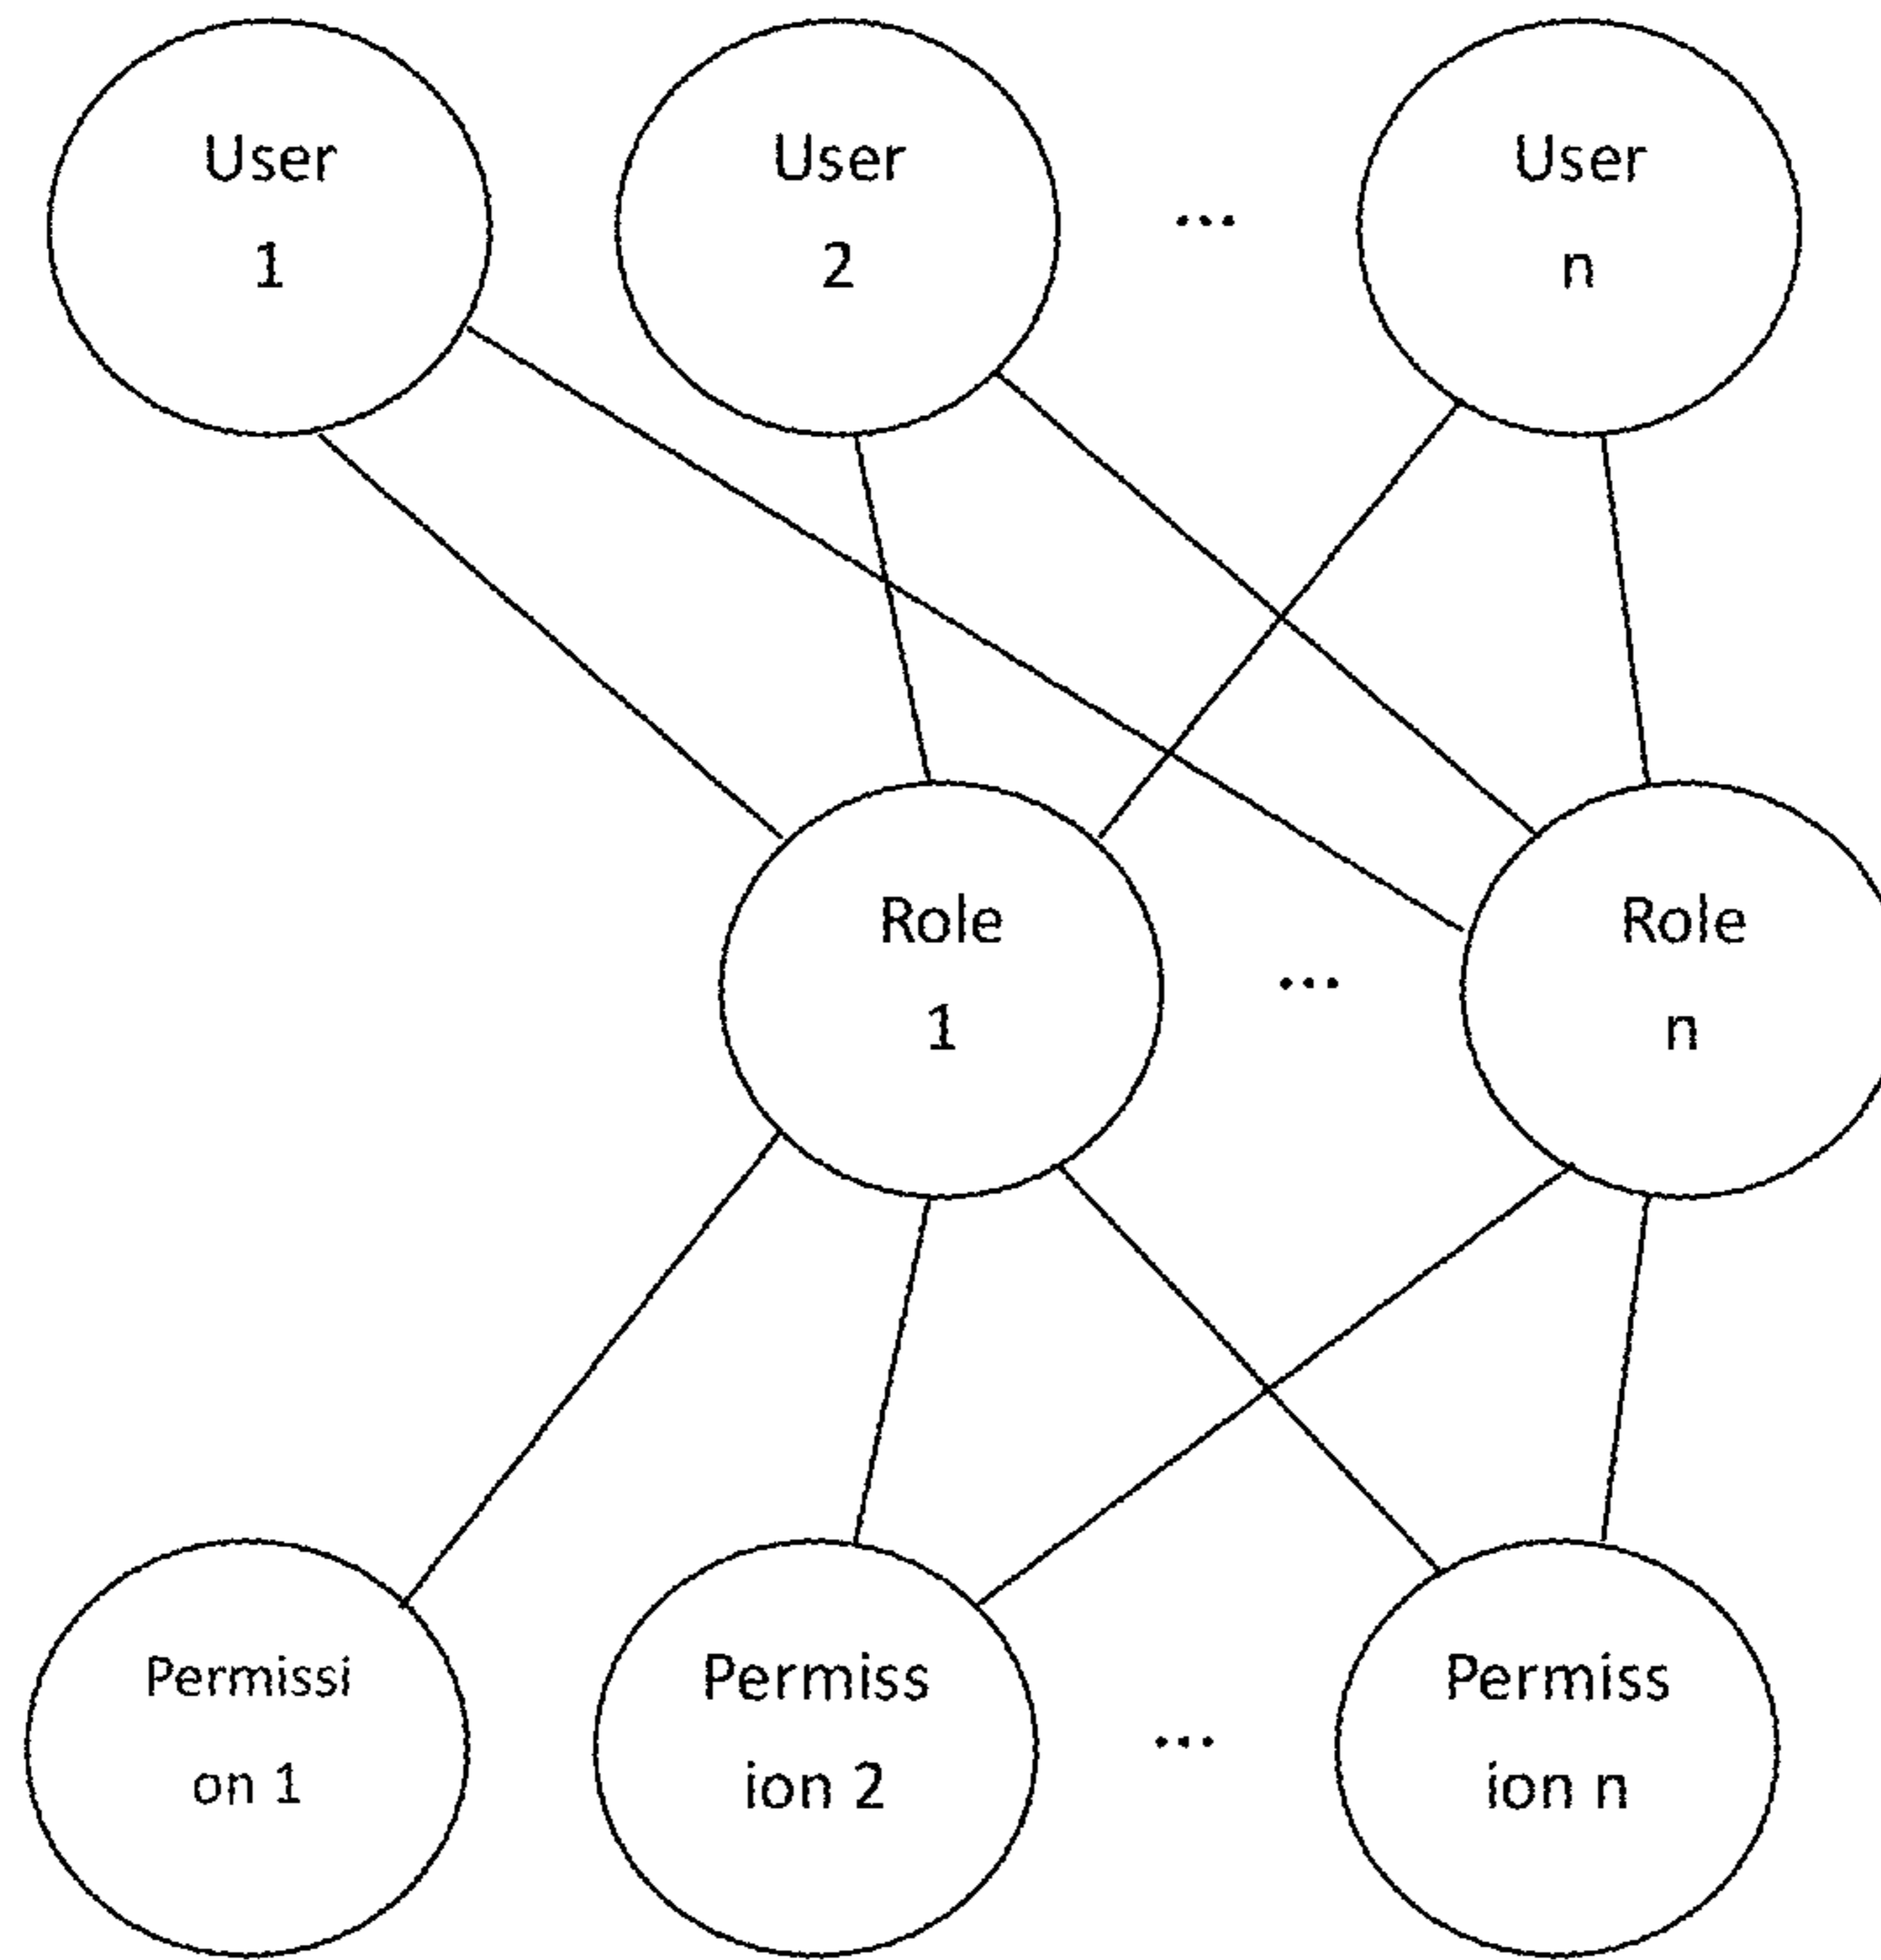 User
1
User
2
...
User
n
Role
1
...
Role
n
Permissi
on 1
Permiss
ion 2
...
Permiss
ion n